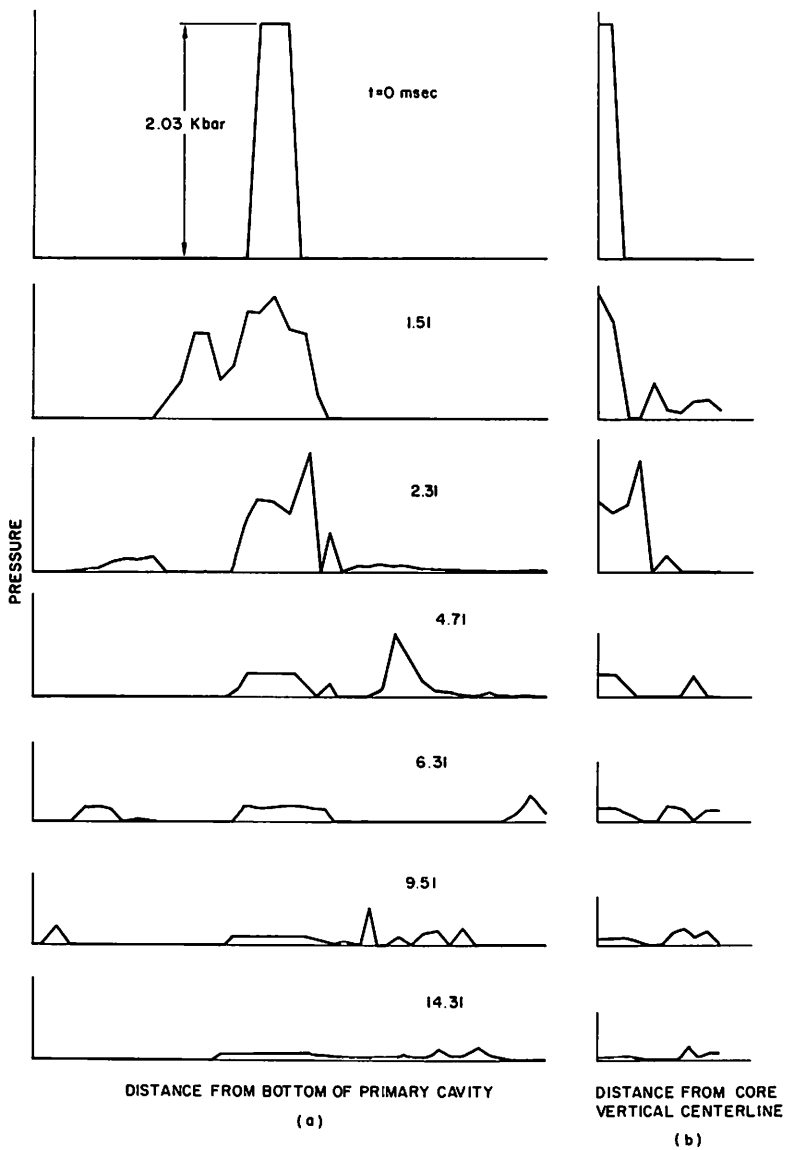 t=0 msec
2.03 Kbar
1.51
2.31
PRESSURE
4.71
6.31
9.51
14.31
DISTANCE FROM BOTTOM OF PRIMARY CAVITY
(a)
DISTANCE FROM CORE
VERTICAL CENTERLINE
(b)